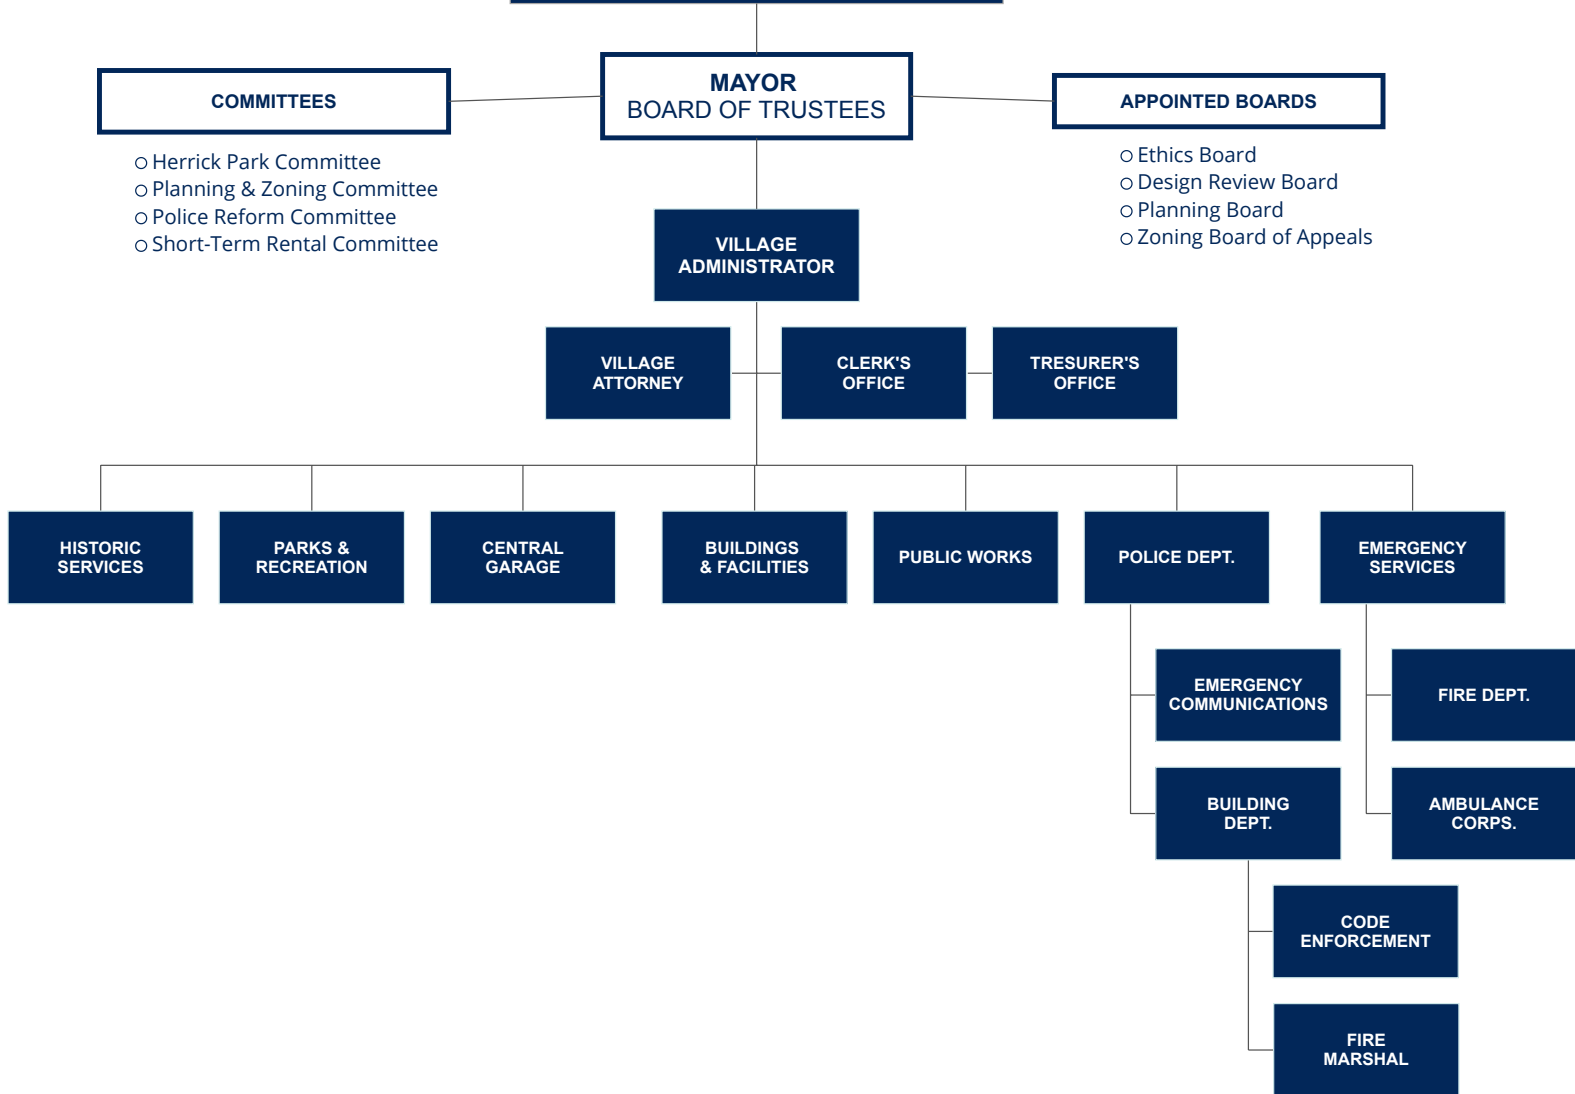 MAYOR
BOARD OF TRUSTEES
COMMITTEES
○ Herrick Park Committee
○ Planning & Zoning Committee
○ Police Reform Committee
○ Short-Term Rental Committee
APPOINTED BOARDS
○ Ethics Board
○ Design Review Board
○ Planning Board
○ Zoning Board of Appeals
VILLAGE
ADMINISTRATOR
VILLAGE
ATTORNEY
CLERK'S
OFFICE
TRESURER'S
OFFICE
HISTORIC
SERVICES
PARKS &
RECREATION
CENTRAL
GARAGE
BUILDINGS
& FACILITIES
PUBLIC WORKS
POLICE DEPT.
EMERGENCY
SERVICES
EMERGENCY
COMMUNICATIONS
FIRE DEPT.
BUILDING
DEPT.
AMBULANCE
CORPS.
CODE
ENFORCEMENT
FIRE
MARSHAL